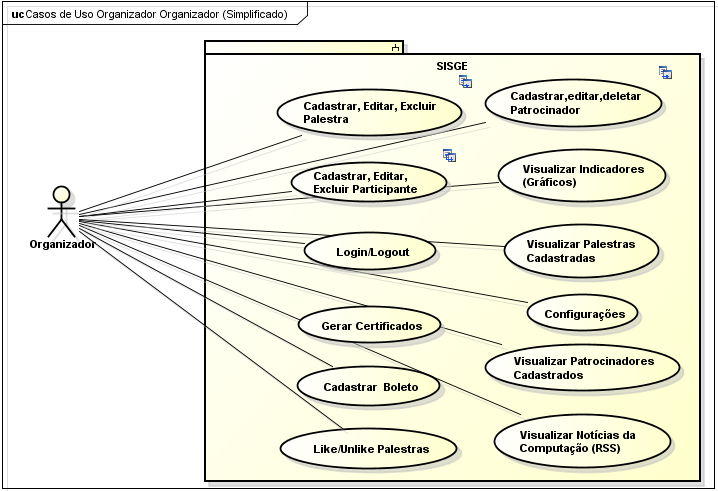 uc Casos de Uso Organizador Organizador (Simplificado)
SISGE
Cadastrar, Editar, Excluir
Palestra
Cadastrar,editar,deletar
Patrocinador
Cadastrar, Editar,
Excluir Participante
Visualizar Indicadores
(Gráficos)
Organizador
Login/Logout
Visualizar Palestras
Cadastradas
Configurações
Gerar Certificados
Visualizar Patrocinadores
Cadastrados
Cadastrar Boleto
Like/Unlike Palestras
Visualizar Notícias da
Computação (RSS)